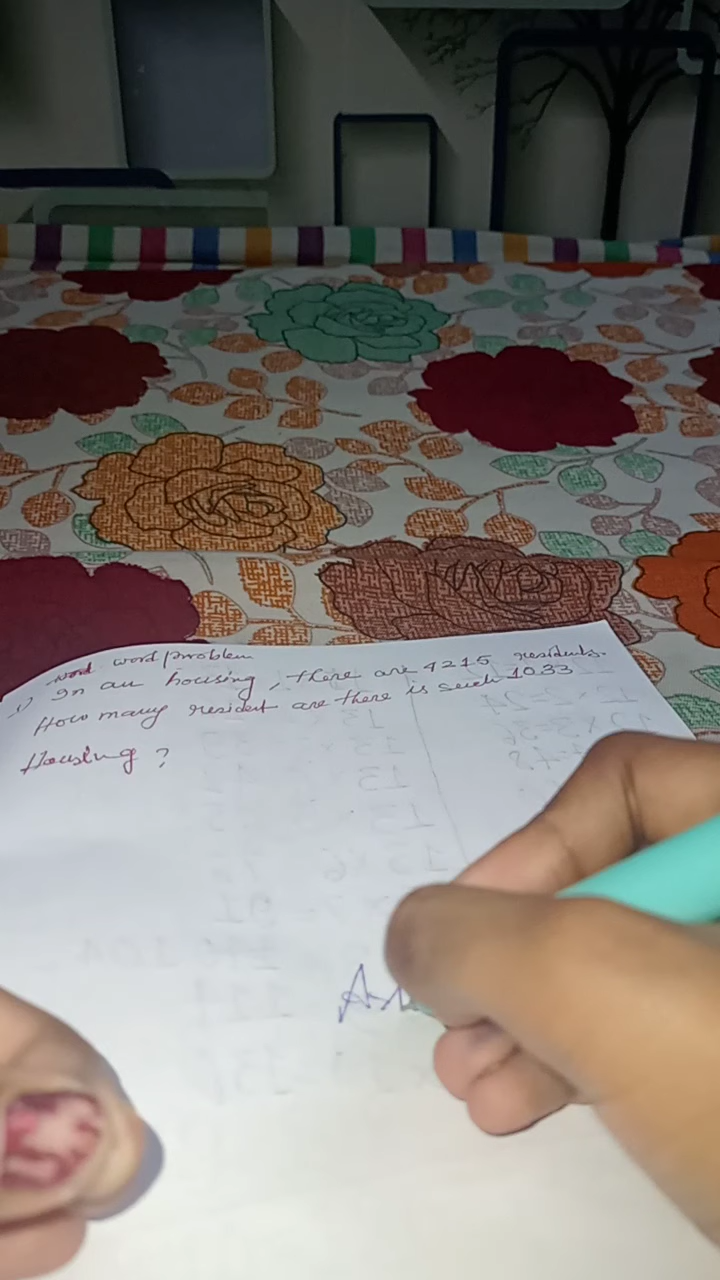 word word problem
1) In an housing, there are 4215 residents.
How many resident are there is such 1033
Housing?